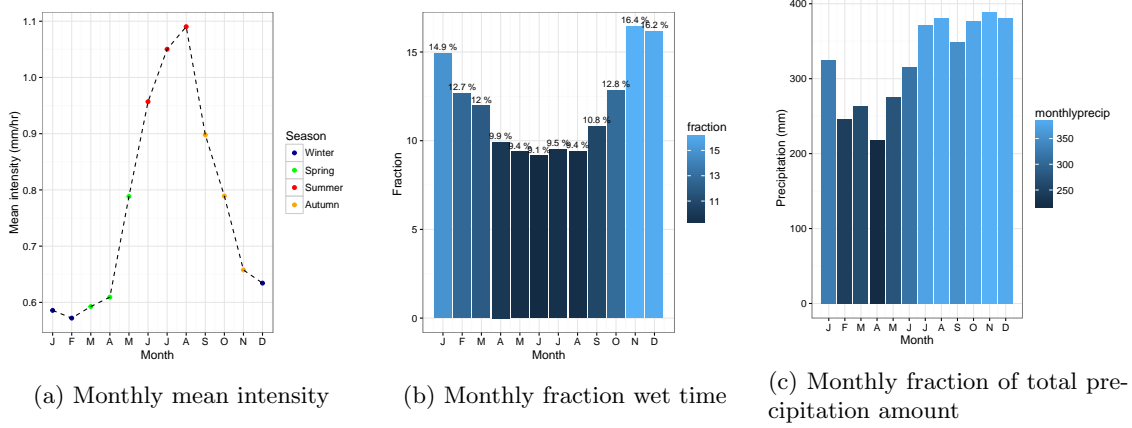 1.1
1.0
0.9
0.8
0.7
0.6
Mean intensity (mm/hr)
J F M A M J J A S O N D
Month
Season
Winter
Spring
Summer
Autumn
(a) Monthly mean intensity
15
10
5
0
Fraction
14.9 %
12.7 %
12 %
9.9 %
9.4 %
9.1 %
9.5 %
9.4 %
10.8 %
12.8 %
16.4 %
16.2 %
J F M A M J J A S O N D
Month
fraction
15
13
11
(b) Monthly fraction wet time
400
300
200
100
0
Precipitation (mm)
J F M A M J J A S O N D
Month
monthlyprecip
350
300
250
(c) Monthly fraction of total pre-
cipitation amount